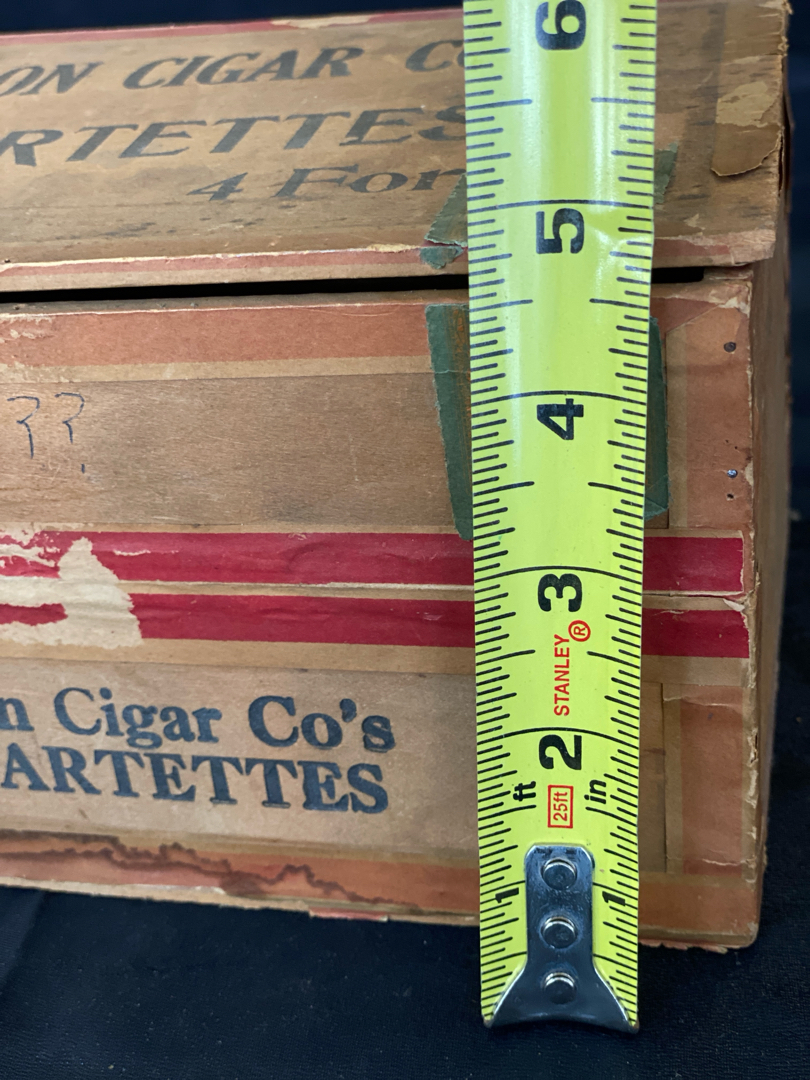 ON CIGAR C
RTETTES
4 For
??
n Cigar Co's
ARTETTES
6
5
4
3
STANLEY®
2
ft 25ft in
1 1